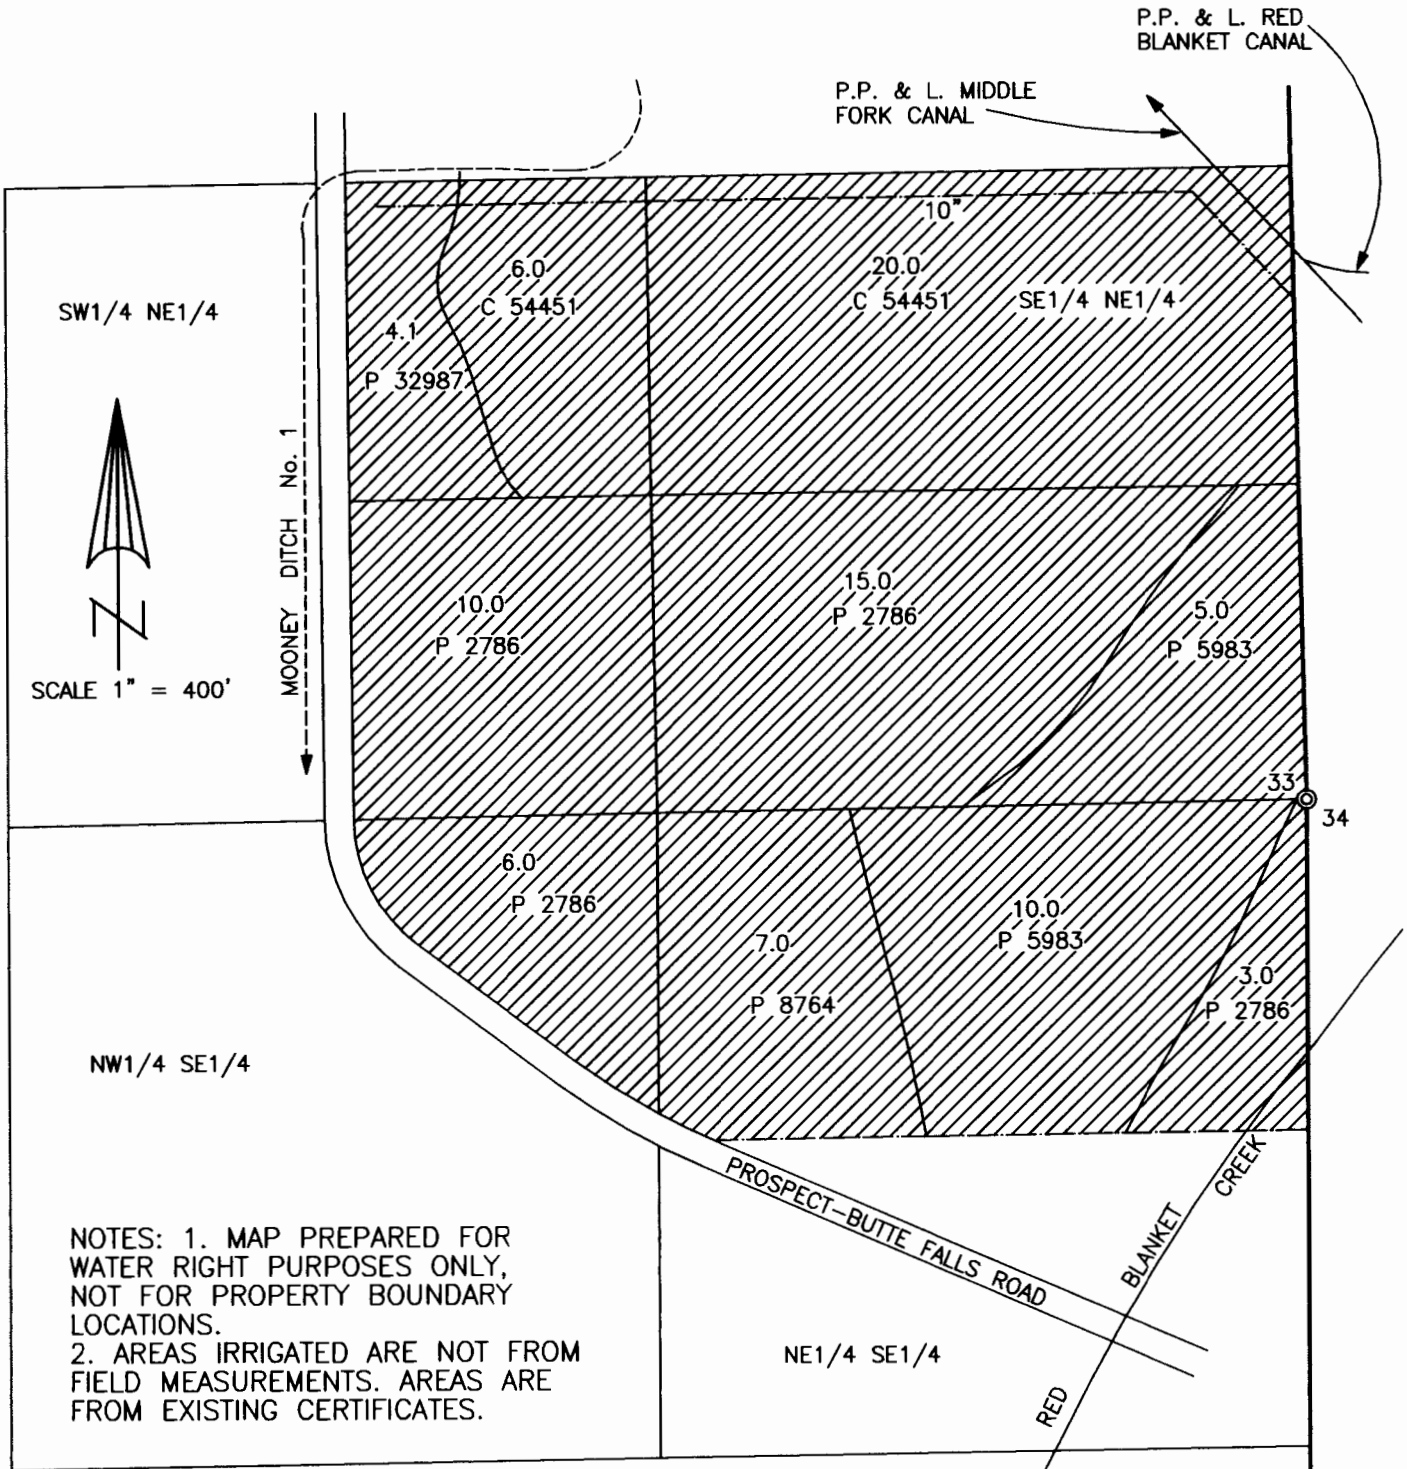 P.P. & L. RED
BLANKET CANAL
P.P. & L. MIDDLE
FORK CANAL
10"
6.0
C 54451
20.0
C 54451
SE1/4 NE1/4
SW1/4 NE1/4
4.1
P 32987
MOONEY DITCH No. 1
N
SCALE 1" = 400'
10.0
P 2786
15.0
P 2786
5.0
P 5983
33
34
6.0
P 2786
7.0
P 8764
10.0
P 5983
3.0
P 2786
NW1/4 SE1/4
PROSPECT-BUTTE FALLS ROAD
RED BLANKET CREEK
NE1/4 SE1/4
NOTES: 1. MAP PREPARED FOR
WATER RIGHT PURPOSES ONLY,
NOT FOR PROPERTY BOUNDARY
LOCATIONS.
2. AREAS IRRIGATED ARE NOT FROM
FIELD MEASUREMENTS. AREAS ARE
FROM EXISTING CERTIFICATES.